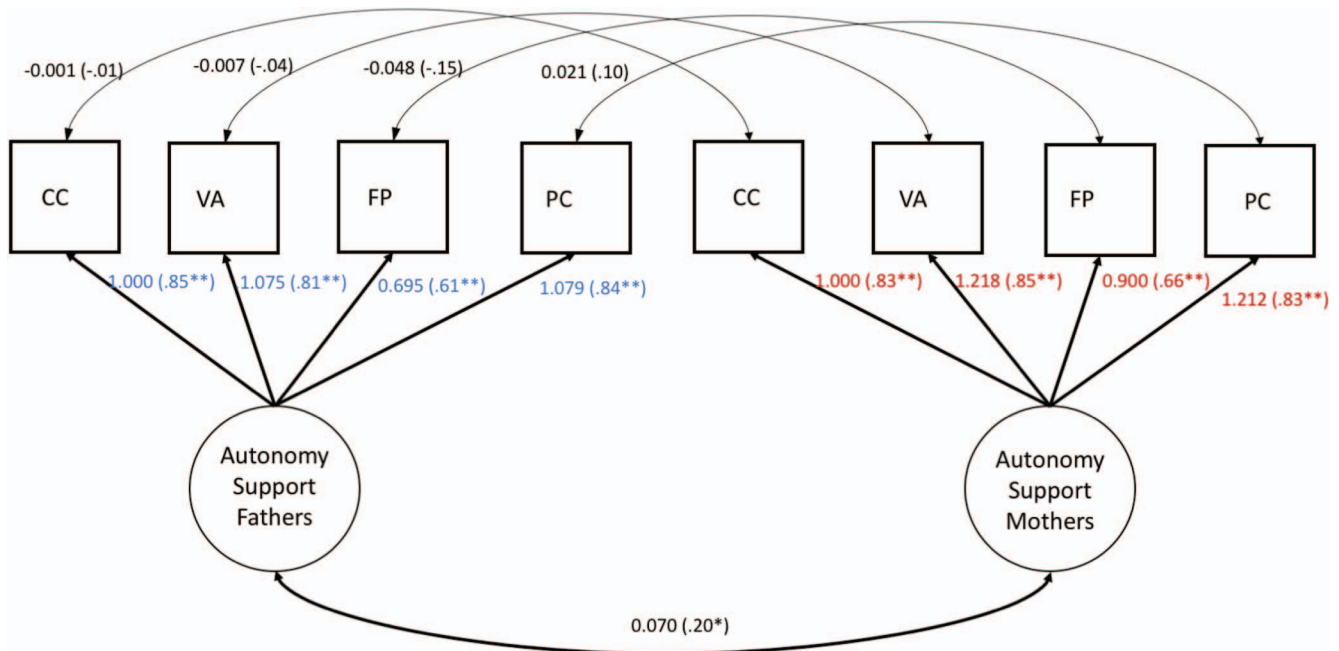 -0.001 (-.01)
-0.007 (-.04)
-0.048 (-.15)
0.021 (.10)
CC
VA
FP
PC
CC
VA
FP
PC
1.000 (.85**)
1.075 (.81**)
0.695 (.61**)
1.079 (.84**)
1.000 (.83**)
1.218 (.85**)
0.900 (.66**)
1.212 (.83**)
Autonomy
Support
Fathers
Autonomy
Support
Mothers
0.070 (.20*)